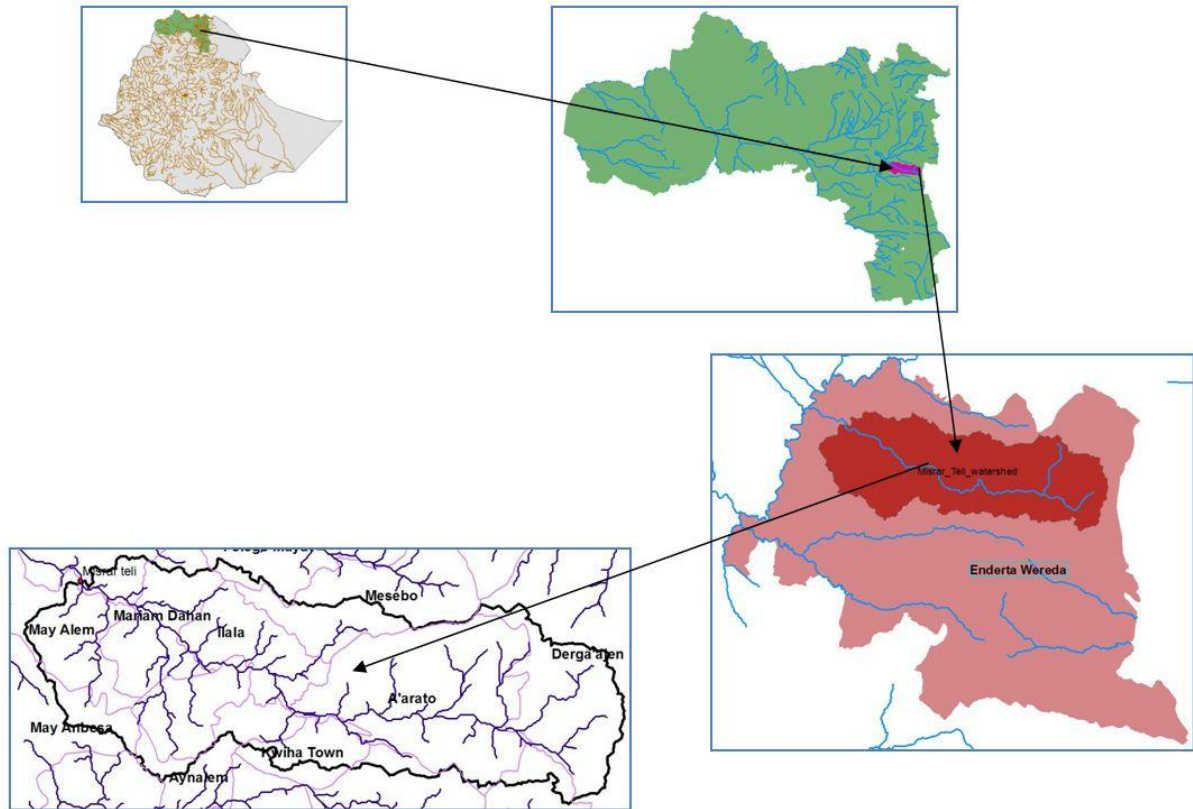 Misrar_Teli_watershed
Enderta Wereda
Misrar teli
Mesebo
May Alem
Mariam Dahan
Ilala
Derga'ajen
A'arato
May Anbesa
Kwiha Town
Aynalem